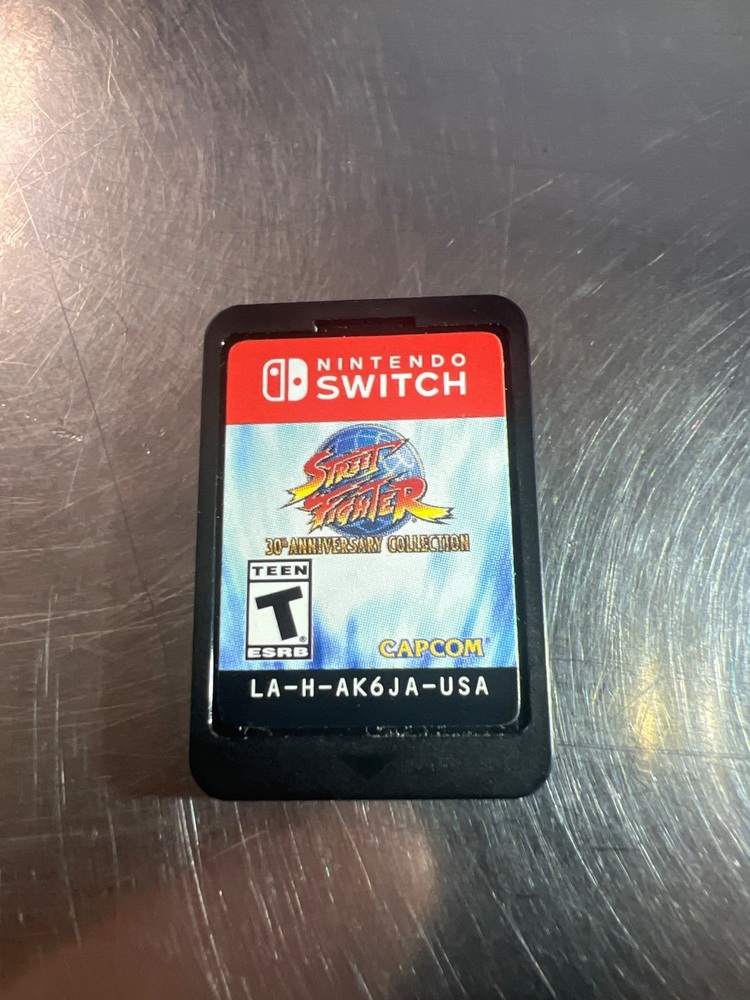 NINTENDO
SWITCH
STREET
FIGHTER
30th ANNIVERSARY COLLECTION
TEEN
T
ESRB
CAPCOM
LA-H-AK6JA-USA